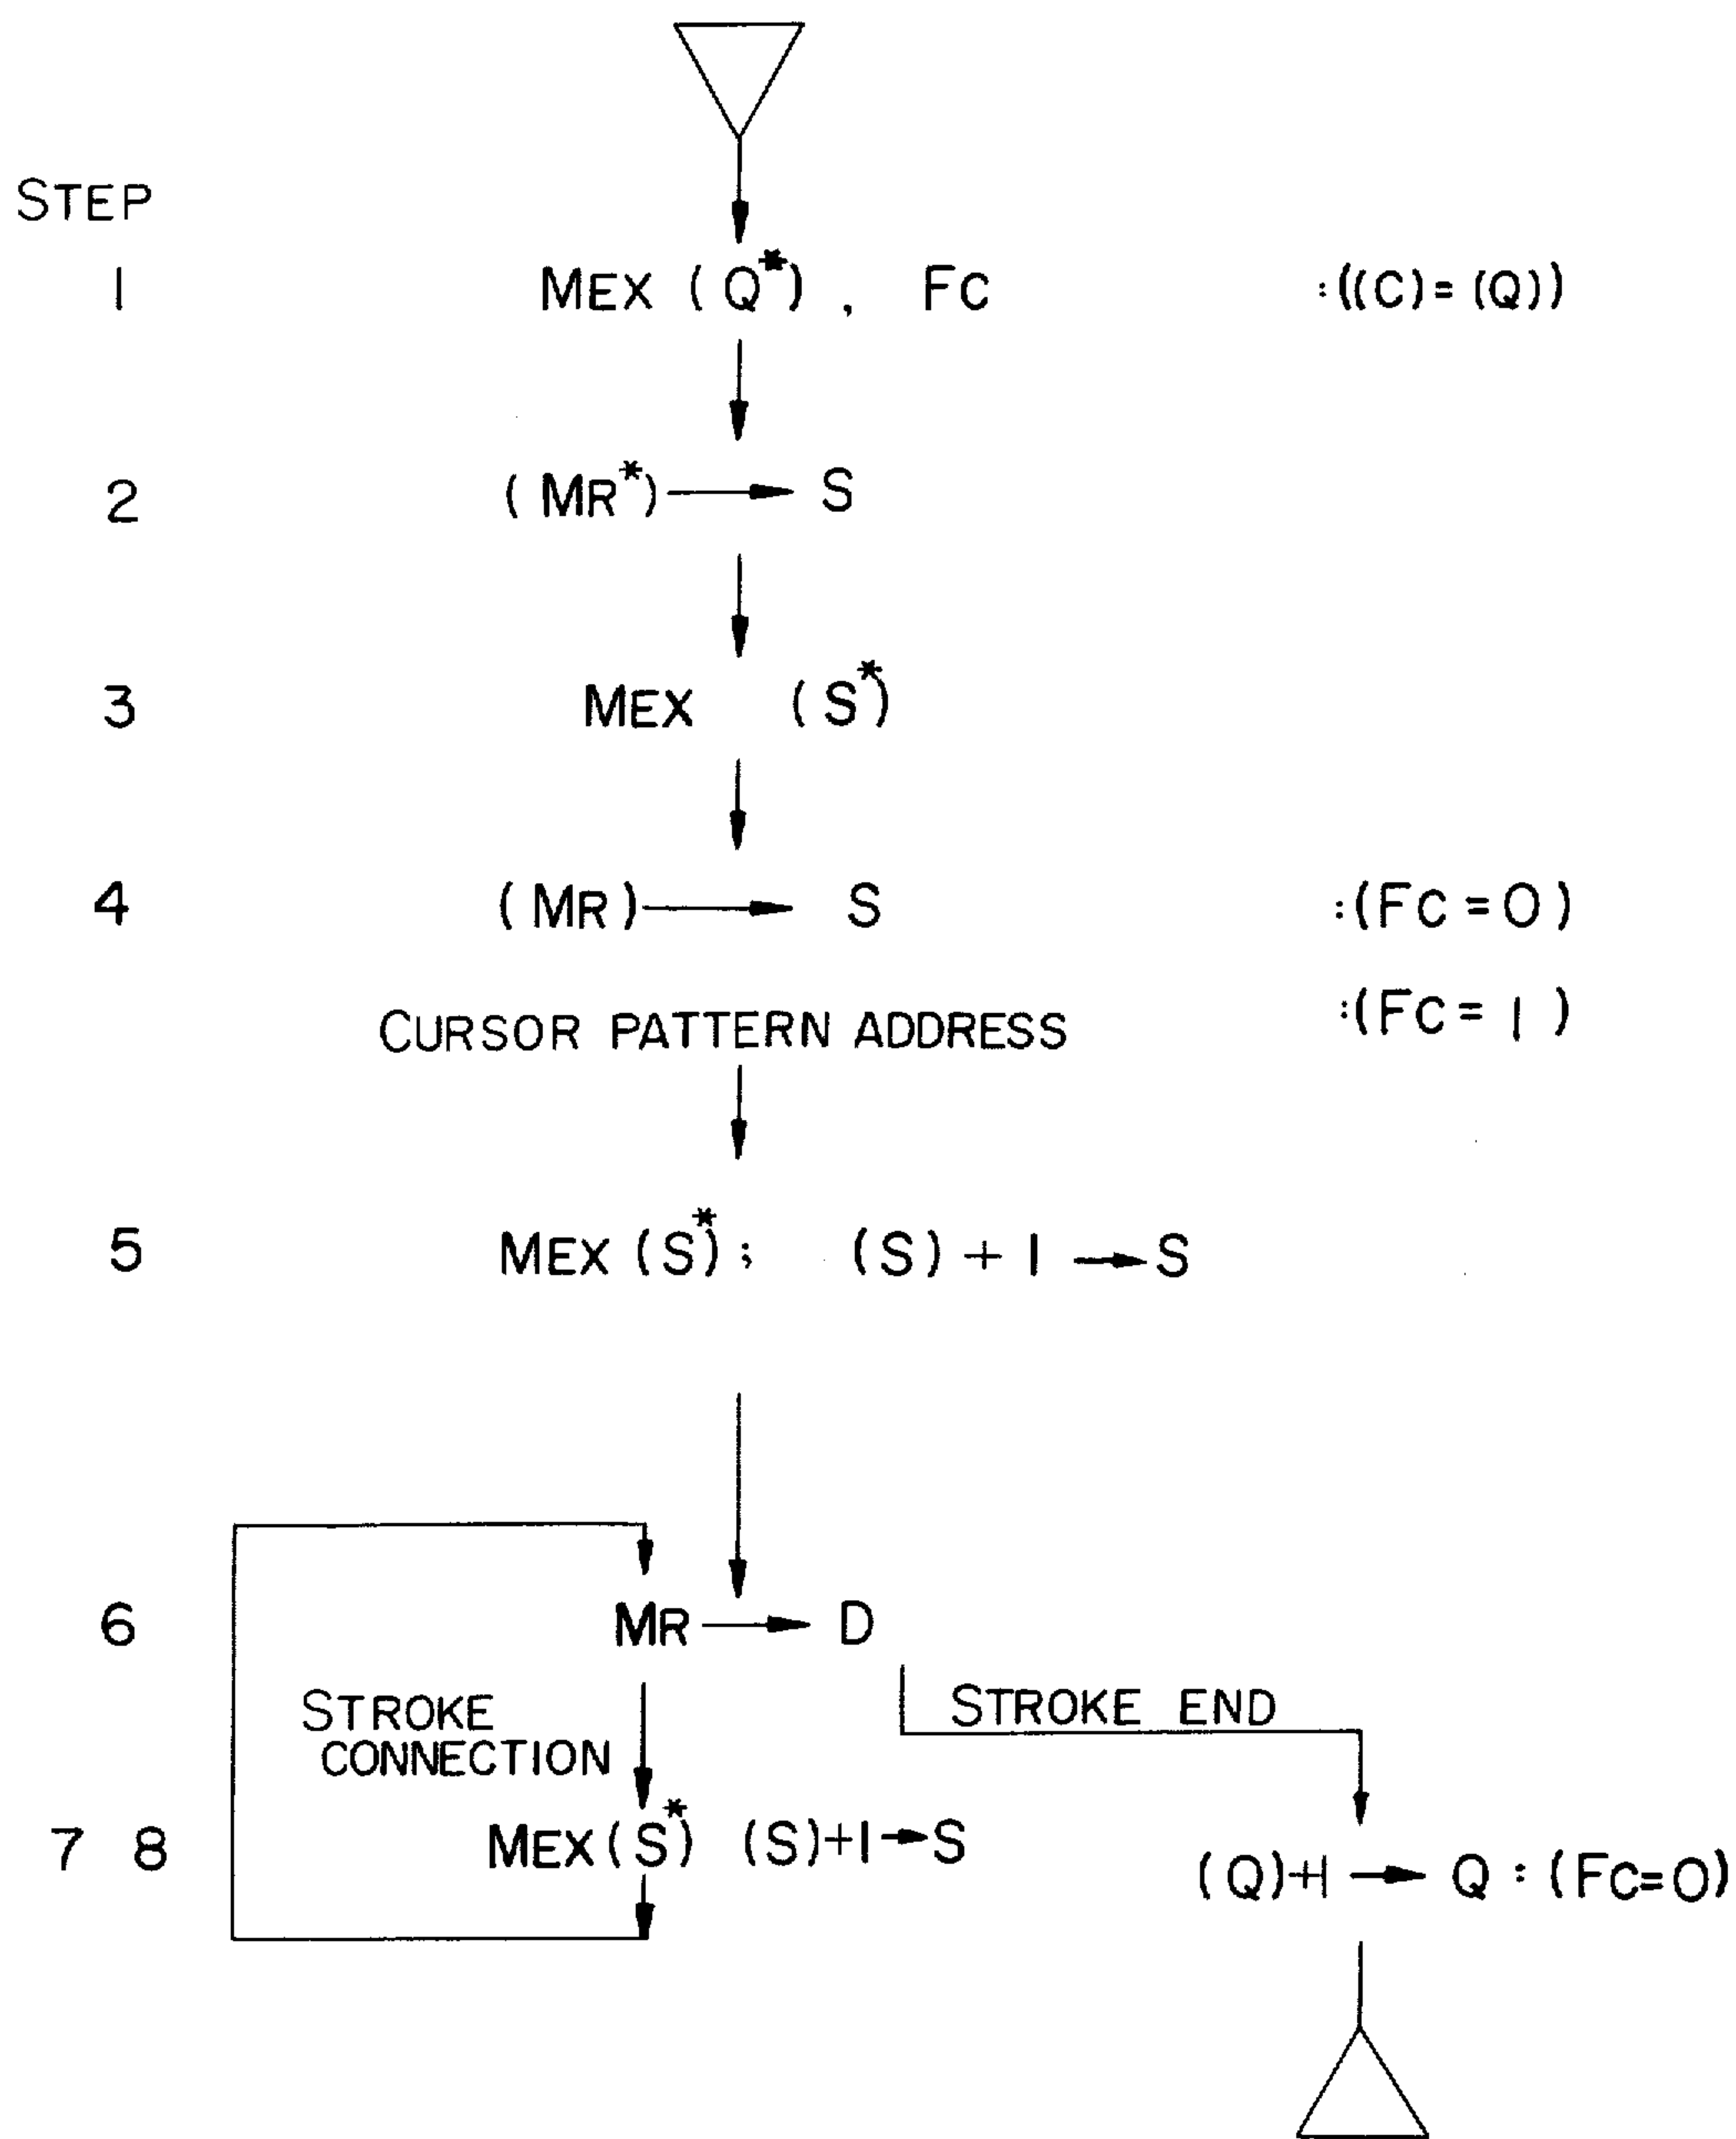 STEP
1 MEX (Q*), FC :((C)=(Q))
2 (MR*) → S
3 MEX (S*)
4 (MR) → S :(FC=0)
CURSOR PATTERN ADDRESS :(FC=1)
5 MEX (S*); (S)+1 → S
6 MR → D
STROKE CONNECTION
STROKE END
7 8 MEX(S*) (S)+1 → S
(Q)+1 → Q :(FC=0)